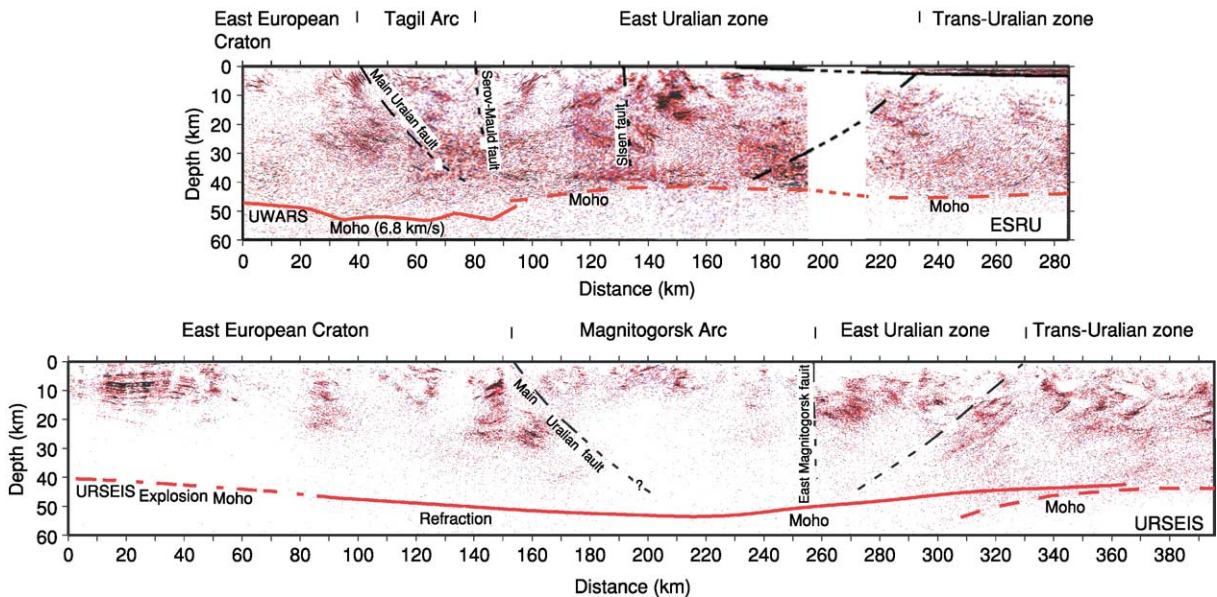 East European
Craton
Tagil Arc
East Uralian zone
Trans-Uralian zone
Depth (km)
0
10
20
30
40
50
60
Main Uralian fault
Serov-Mauld fault
Sisen fault
UWARS
Moho (6.8 km/s)
Moho
Moho
ESRU
0 20 40 60 80 100 120 140 160 180 200 220 240 260 280
Distance (km)
East European Craton
Magnitogorsk Arc
East Uralian zone
Trans-Uralian zone
Depth (km)
0
10
20
30
40
50
60
Main
Uralian fault
?
East Magnitogorsk fault
URSEIS Explosion Moho
Refraction
Moho
Moho
URSEIS
0 20 40 60 80 100 120 140 160 180 200 220 240 260 280 300 320 340 360 380
Distance (km)